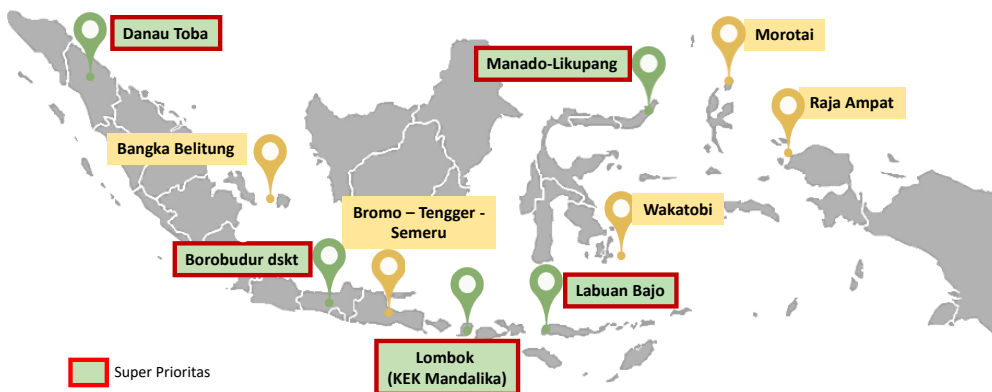 Danau Toba
Manado-Likupang
Morotai
Raja Ampat
Bangka Belitung
Bromo – Tengger -
Semeru
Wakatobi
Borobudur dskt
Labuan Bajo
Lombok
(KEK Mandalika)
Super Prioritas